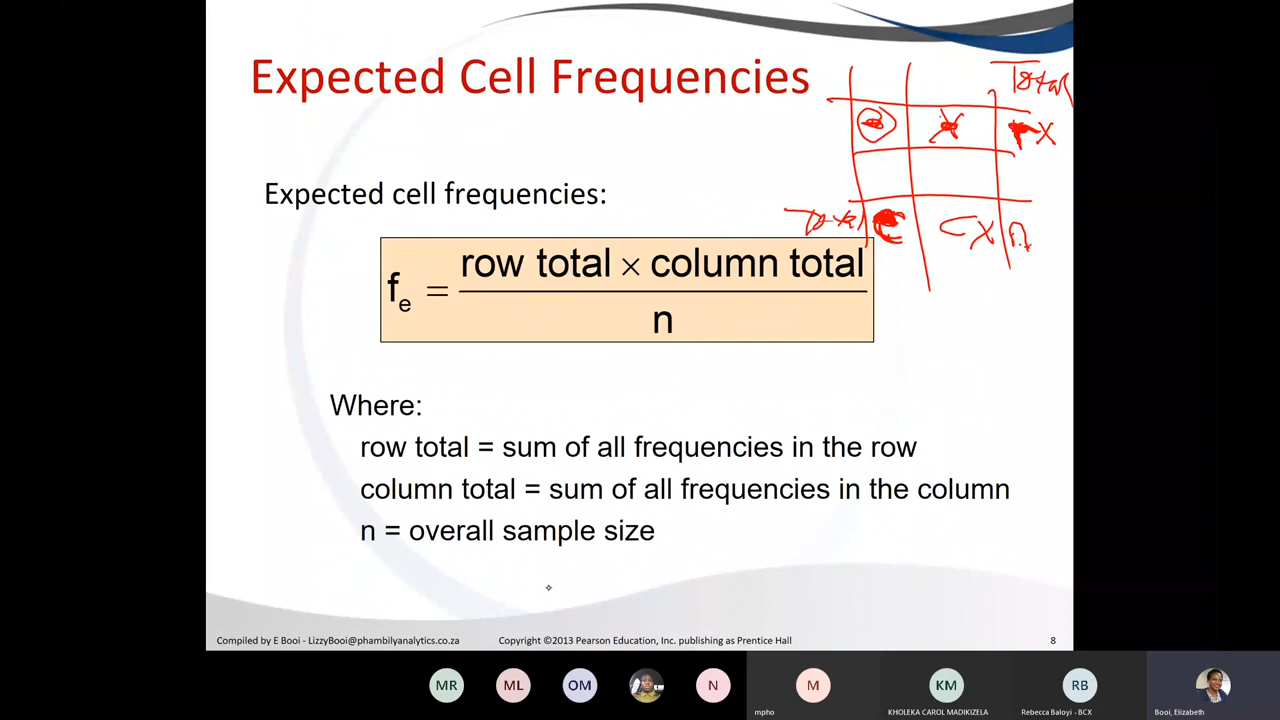 Expected Cell Frequencies
Total
X
Expected cell frequencies:
Total C CX n
row total × column total
fe =
n
Where:
row total = sum of all frequencies in the row
column total = sum of all frequencies in the column
n = overall sample size
Compiled by E Booi - LizzyBooi@phambilyanalytics.co.za Copyright ©2013 Pearson Education, Inc. publishing as Prentice Hall 8
MR ML OM N M KM RB
mpho KHOLEKA CAROL MADIKIZELA Rebecca Baloyi - BCX Booi, Elizabeth